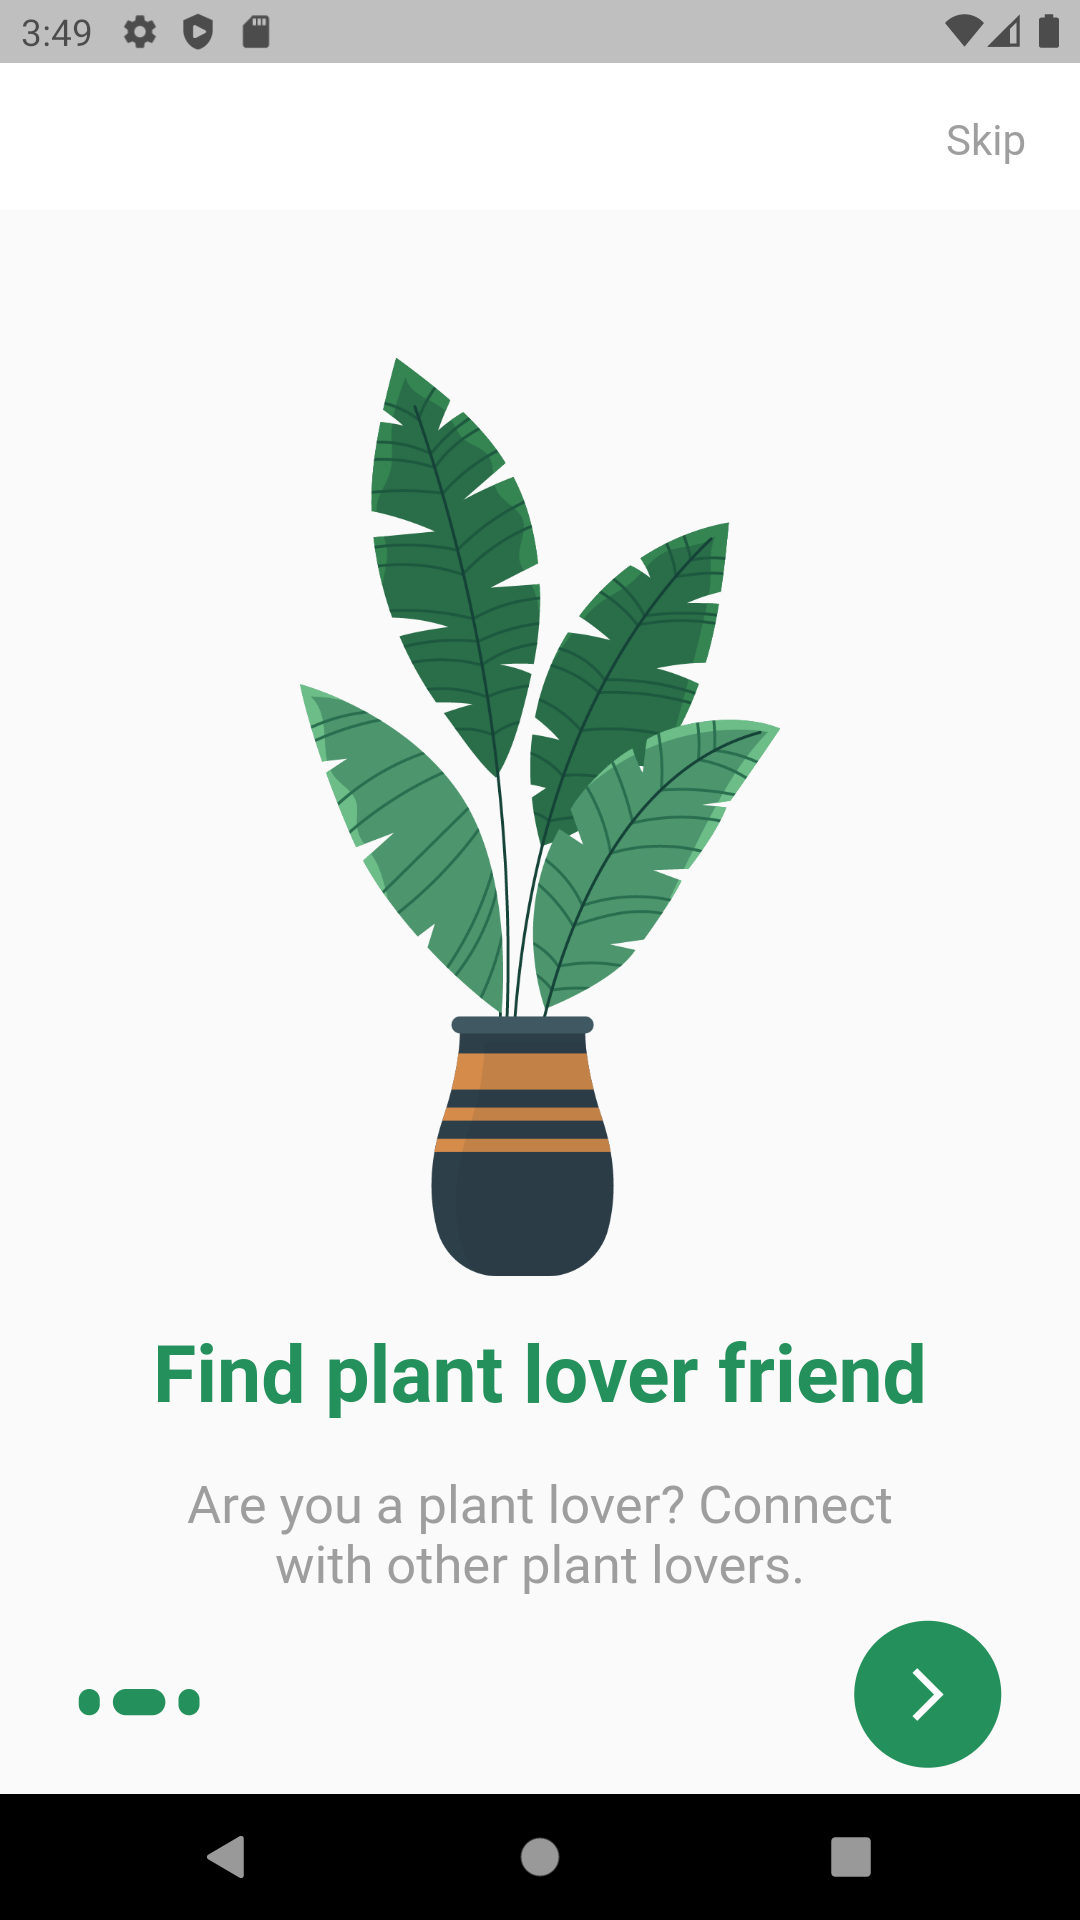 3:49
Skip
Find plant lover friend
Are you a plant lover? Connect
with other plant lovers.